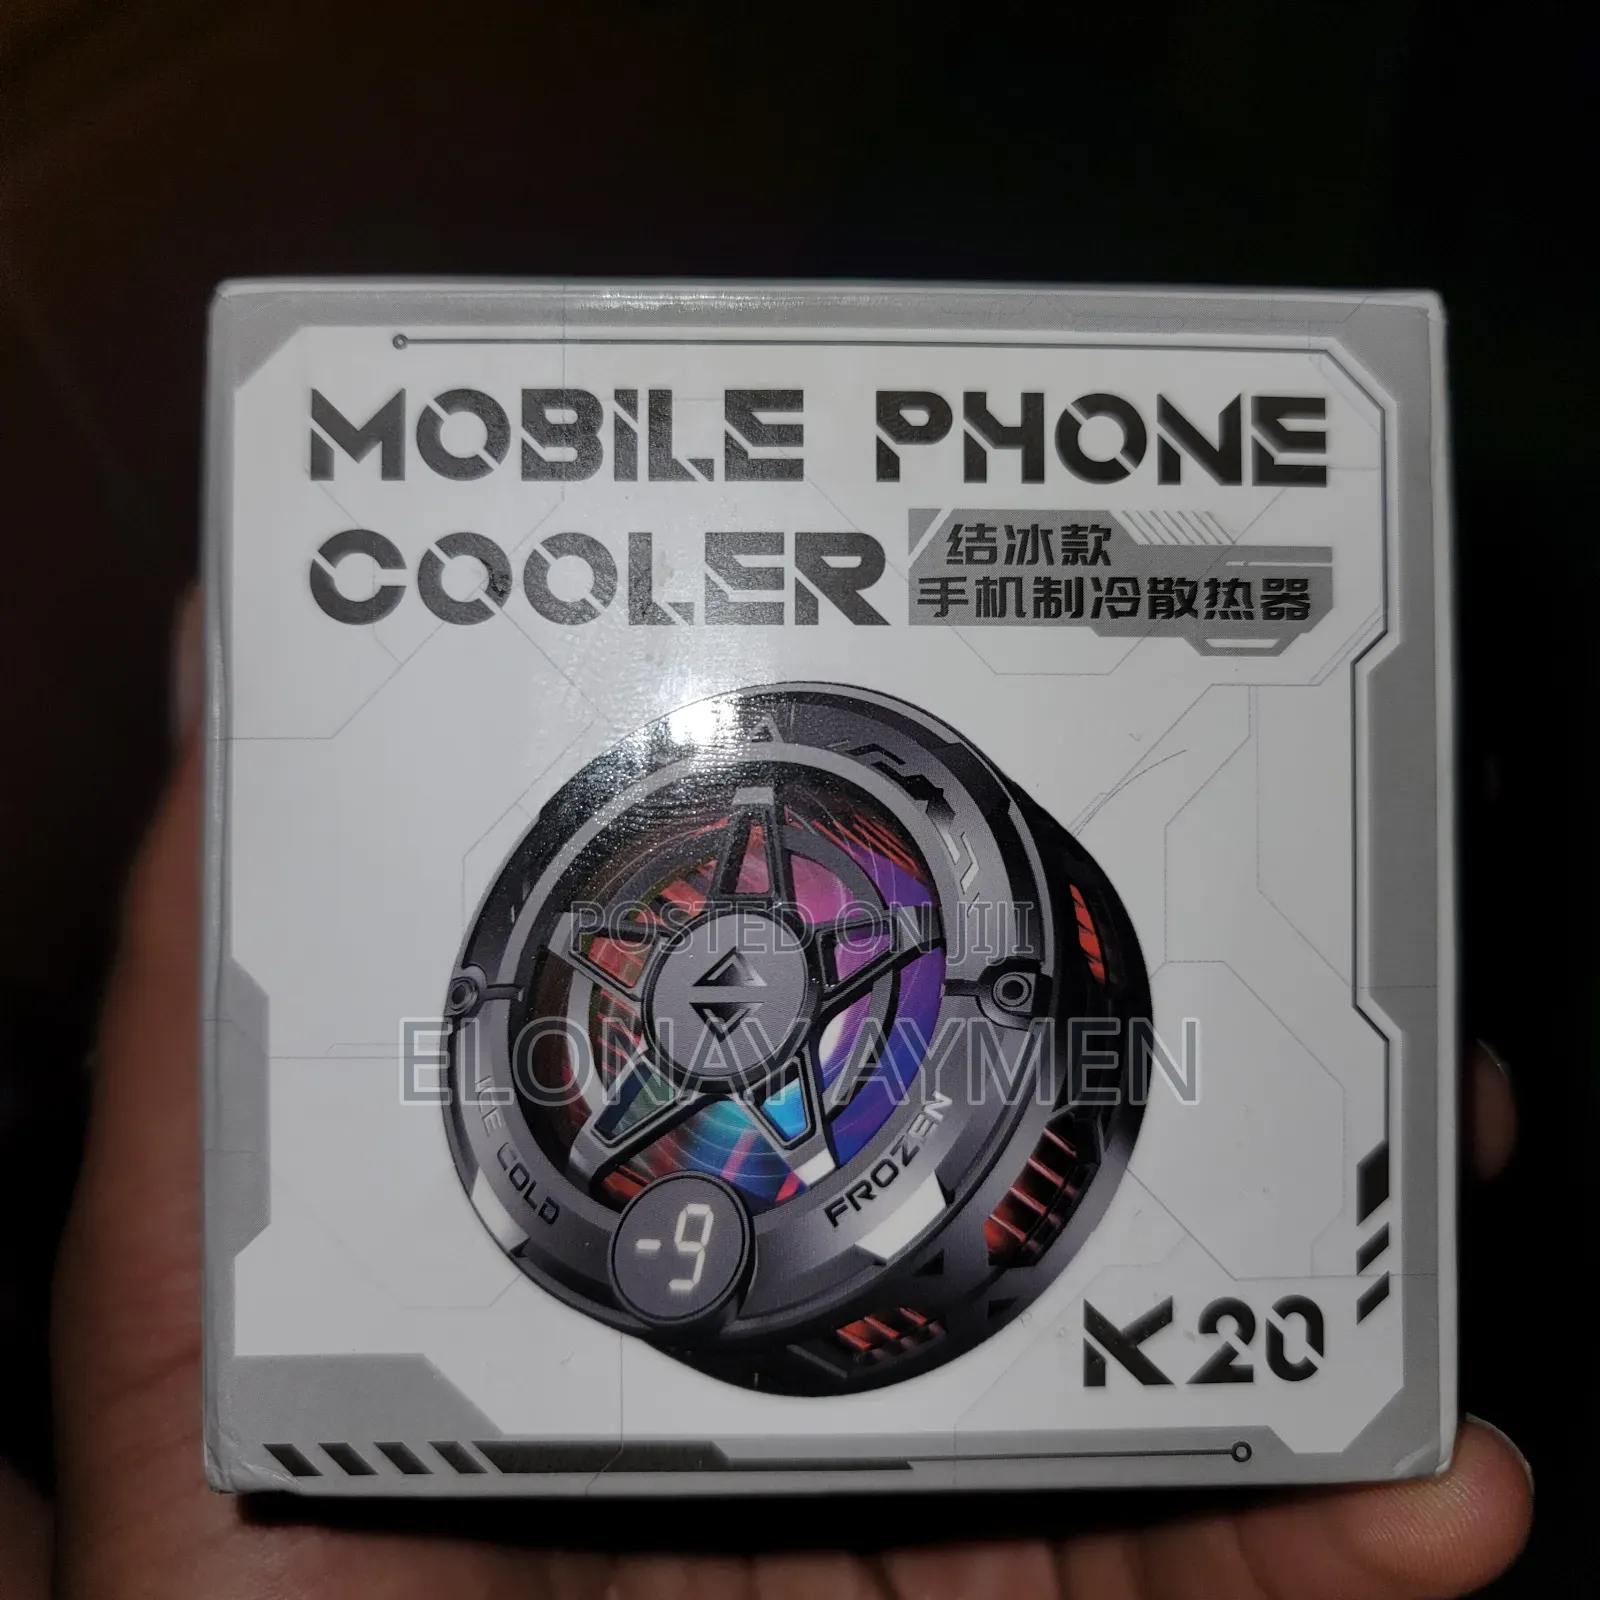 MOBILE PHONE
COOLER
结冰款
手机制冷散热器
POSTED ON JIJI
ELONAY AYMEN
ICE COLD
FROZEN
-9
K20